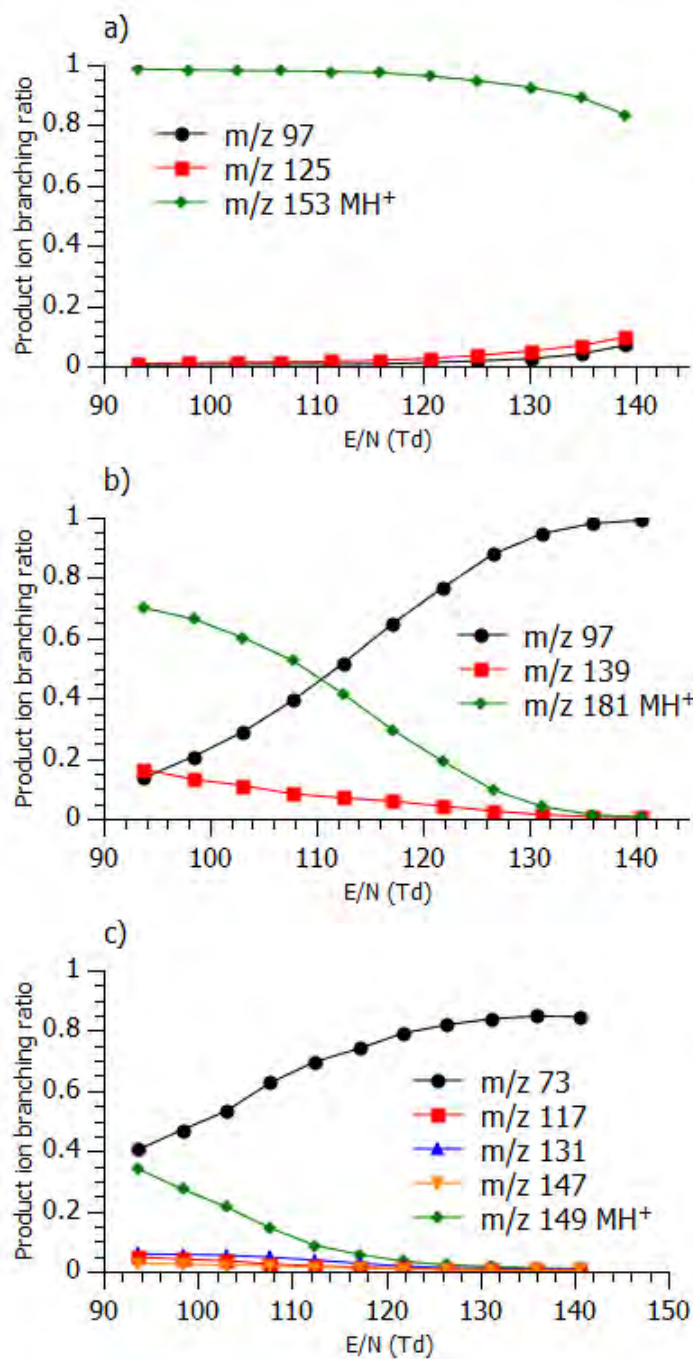 a)
Product ion branching ratio
1
0.8
0.6
0.4
0.2
0
m/z 97
m/z 125
m/z 153 MH⁺
90 100 110 120 130 140
E/N (Td)
b)
Product ion branching ratio
1
0.8
0.6
0.4
0.2
0
m/z 97
m/z 139
m/z 181 MH⁺
90 100 110 120 130 140
E/N (Td)
c)
Product ion branching ratio
1
0.8
0.6
0.4
0.2
0
m/z 73
m/z 117
m/z 131
m/z 147
m/z 149 MH⁺
90 100 110 120 130 140 150
E/N (Td)